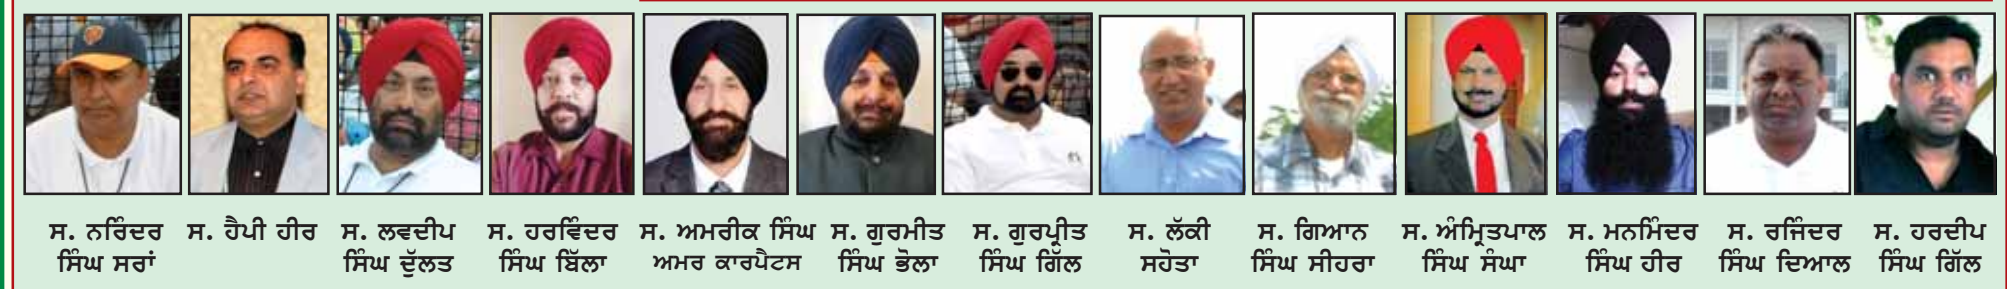 ਸ. ਨਰਿੰਦਰ ਸਿੰਘ ਸਰਾਂ
ਸ. ਹੈਪੀ ਹੀਰ
ਸ. ਲਵਦੀਪ ਸਿੰਘ ਦੁੱਲਤ
ਸ. ਹਰਵਿੰਦਰ ਸਿੰਘ ਬਿੱਲਾ
ਸ. ਅਮਰੀਕ ਸਿੰਘ ਅਮਰ ਕਾਰਪੈਟਸ
ਸ. ਗੁਰਮੀਤ ਸਿੰਘ ਭੋਲਾ
ਸ. ਗੁਰਪ੍ਰੀਤ ਸਿੰਘ ਗਿੱਲ
ਸ. ਲੱਕੀ ਸਹੋਤਾ
ਸ. ਗਿਆਨ ਸਿੰਘ ਸੀਹਰਾ
ਸ. ਅੰਮ੍ਰਿਤਪਾਲ ਸਿੰਘ ਸੰਘਾ
ਸ. ਮਨਮਿੰਦਰ ਸਿੰਘ ਹੀਰ
ਸ. ਰਜਿੰਦਰ ਸਿੰਘ ਦਿਆਲ
ਸ. ਹਰਦੀਪ ਸਿੰਘ ਗਿੱਲ